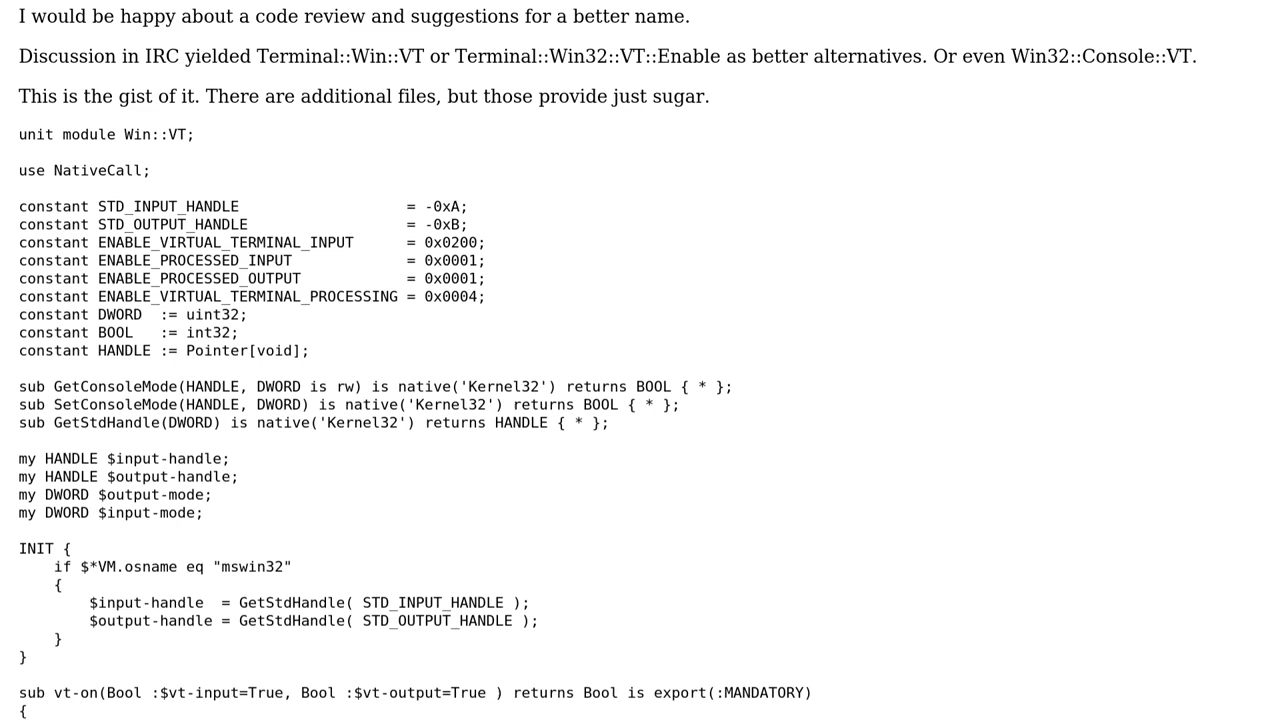 I would be happy about a code review and suggestions for a better name.
Discussion in IRC yielded Terminal::Win::VT or Terminal::Win32::VT::Enable as better alternatives. Or even Win32::Console::VT.
This is the gist of it. There are additional files, but those provide just sugar.
unit module Win::VT;
use NativeCall;
constant STD_INPUT_HANDLE                   = -0xA;
constant STD_OUTPUT_HANDLE                  = -0xB;
constant ENABLE_VIRTUAL_TERMINAL_INPUT      = 0x0200;
constant ENABLE_PROCESSED_INPUT             = 0x0001;
constant ENABLE_PROCESSED_OUTPUT            = 0x0001;
constant ENABLE_VIRTUAL_TERMINAL_PROCESSING = 0x0004;
constant DWORD  := uint32;
constant BOOL   := int32;
constant HANDLE := Pointer[void];
sub GetConsoleMode(HANDLE, DWORD is rw) is native('Kernel32') returns BOOL { * };
sub SetConsoleMode(HANDLE, DWORD) is native('Kernel32') returns BOOL { * };
sub GetStdHandle(DWORD) is native('Kernel32') returns HANDLE { * };
my HANDLE $input-handle;
my HANDLE $output-handle;
my DWORD $output-mode;
my DWORD $input-mode;
INIT {
    if $*VM.osname eq "mswin32"
    {
        $input-handle  = GetStdHandle( STD_INPUT_HANDLE );
        $output-handle = GetStdHandle( STD_OUTPUT_HANDLE );
    }
}
sub vt-on(Bool :$vt-input=True, Bool :$vt-output=True ) returns Bool is export(:MANDATORY)
{